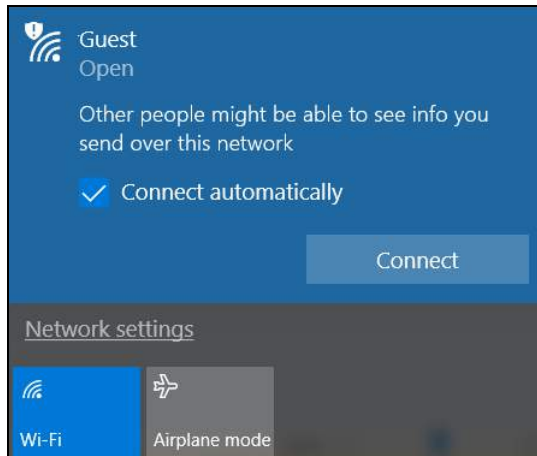 Guest
Open
Other people might be able to see info you
send over this network
Connect automatically
Connect
Network settings
Wi-Fi
Airplane mode